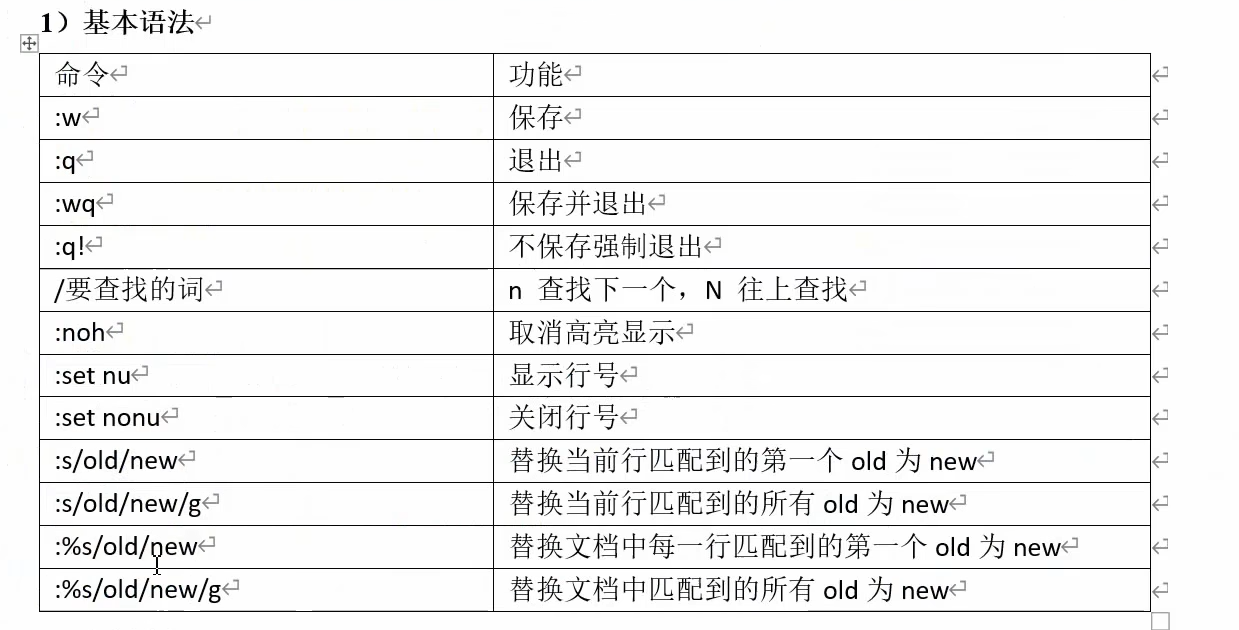 1）基本语法
命令 功能
:w 保存
:q 退出
:wq 保存并退出
:q! 不保存强制退出
/要查找的词 n 查找下一个，N 往上查找
:noh 取消高亮显示
:set nu 显示行号
:set nonu 关闭行号
:s/old/new 替换当前行匹配到的第一个 old 为 new
:s/old/new/g 替换当前行匹配到的所有 old 为 new
:%s/old/new 替换文档中每一行匹配到的第一个 old 为 new
:%s/old/new/g 替换文档中匹配到的所有 old 为 new